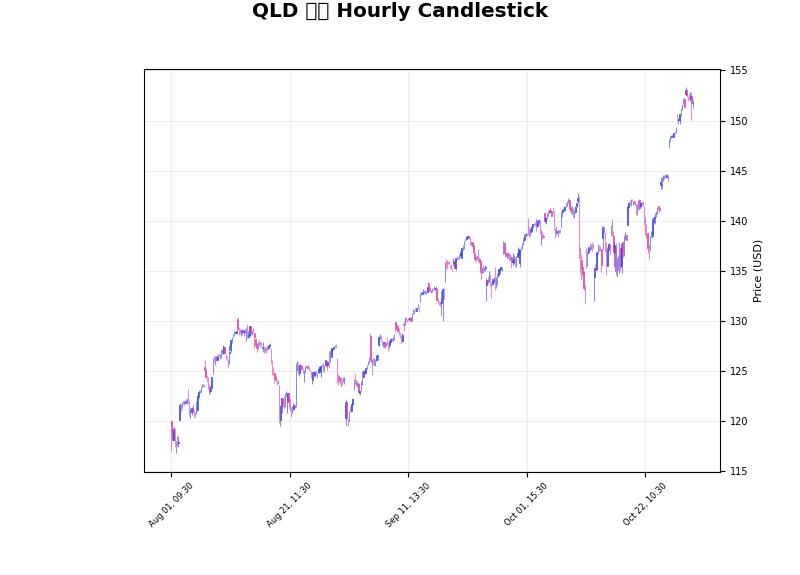 QLD Hourly Candlestick
155
150
145
140
135
130
125
120
115
Price (USD)
Aug 01, 09:30
Aug 21, 11:30
Sep 11, 13:30
Oct 01, 15:30
Oct 22, 10:30